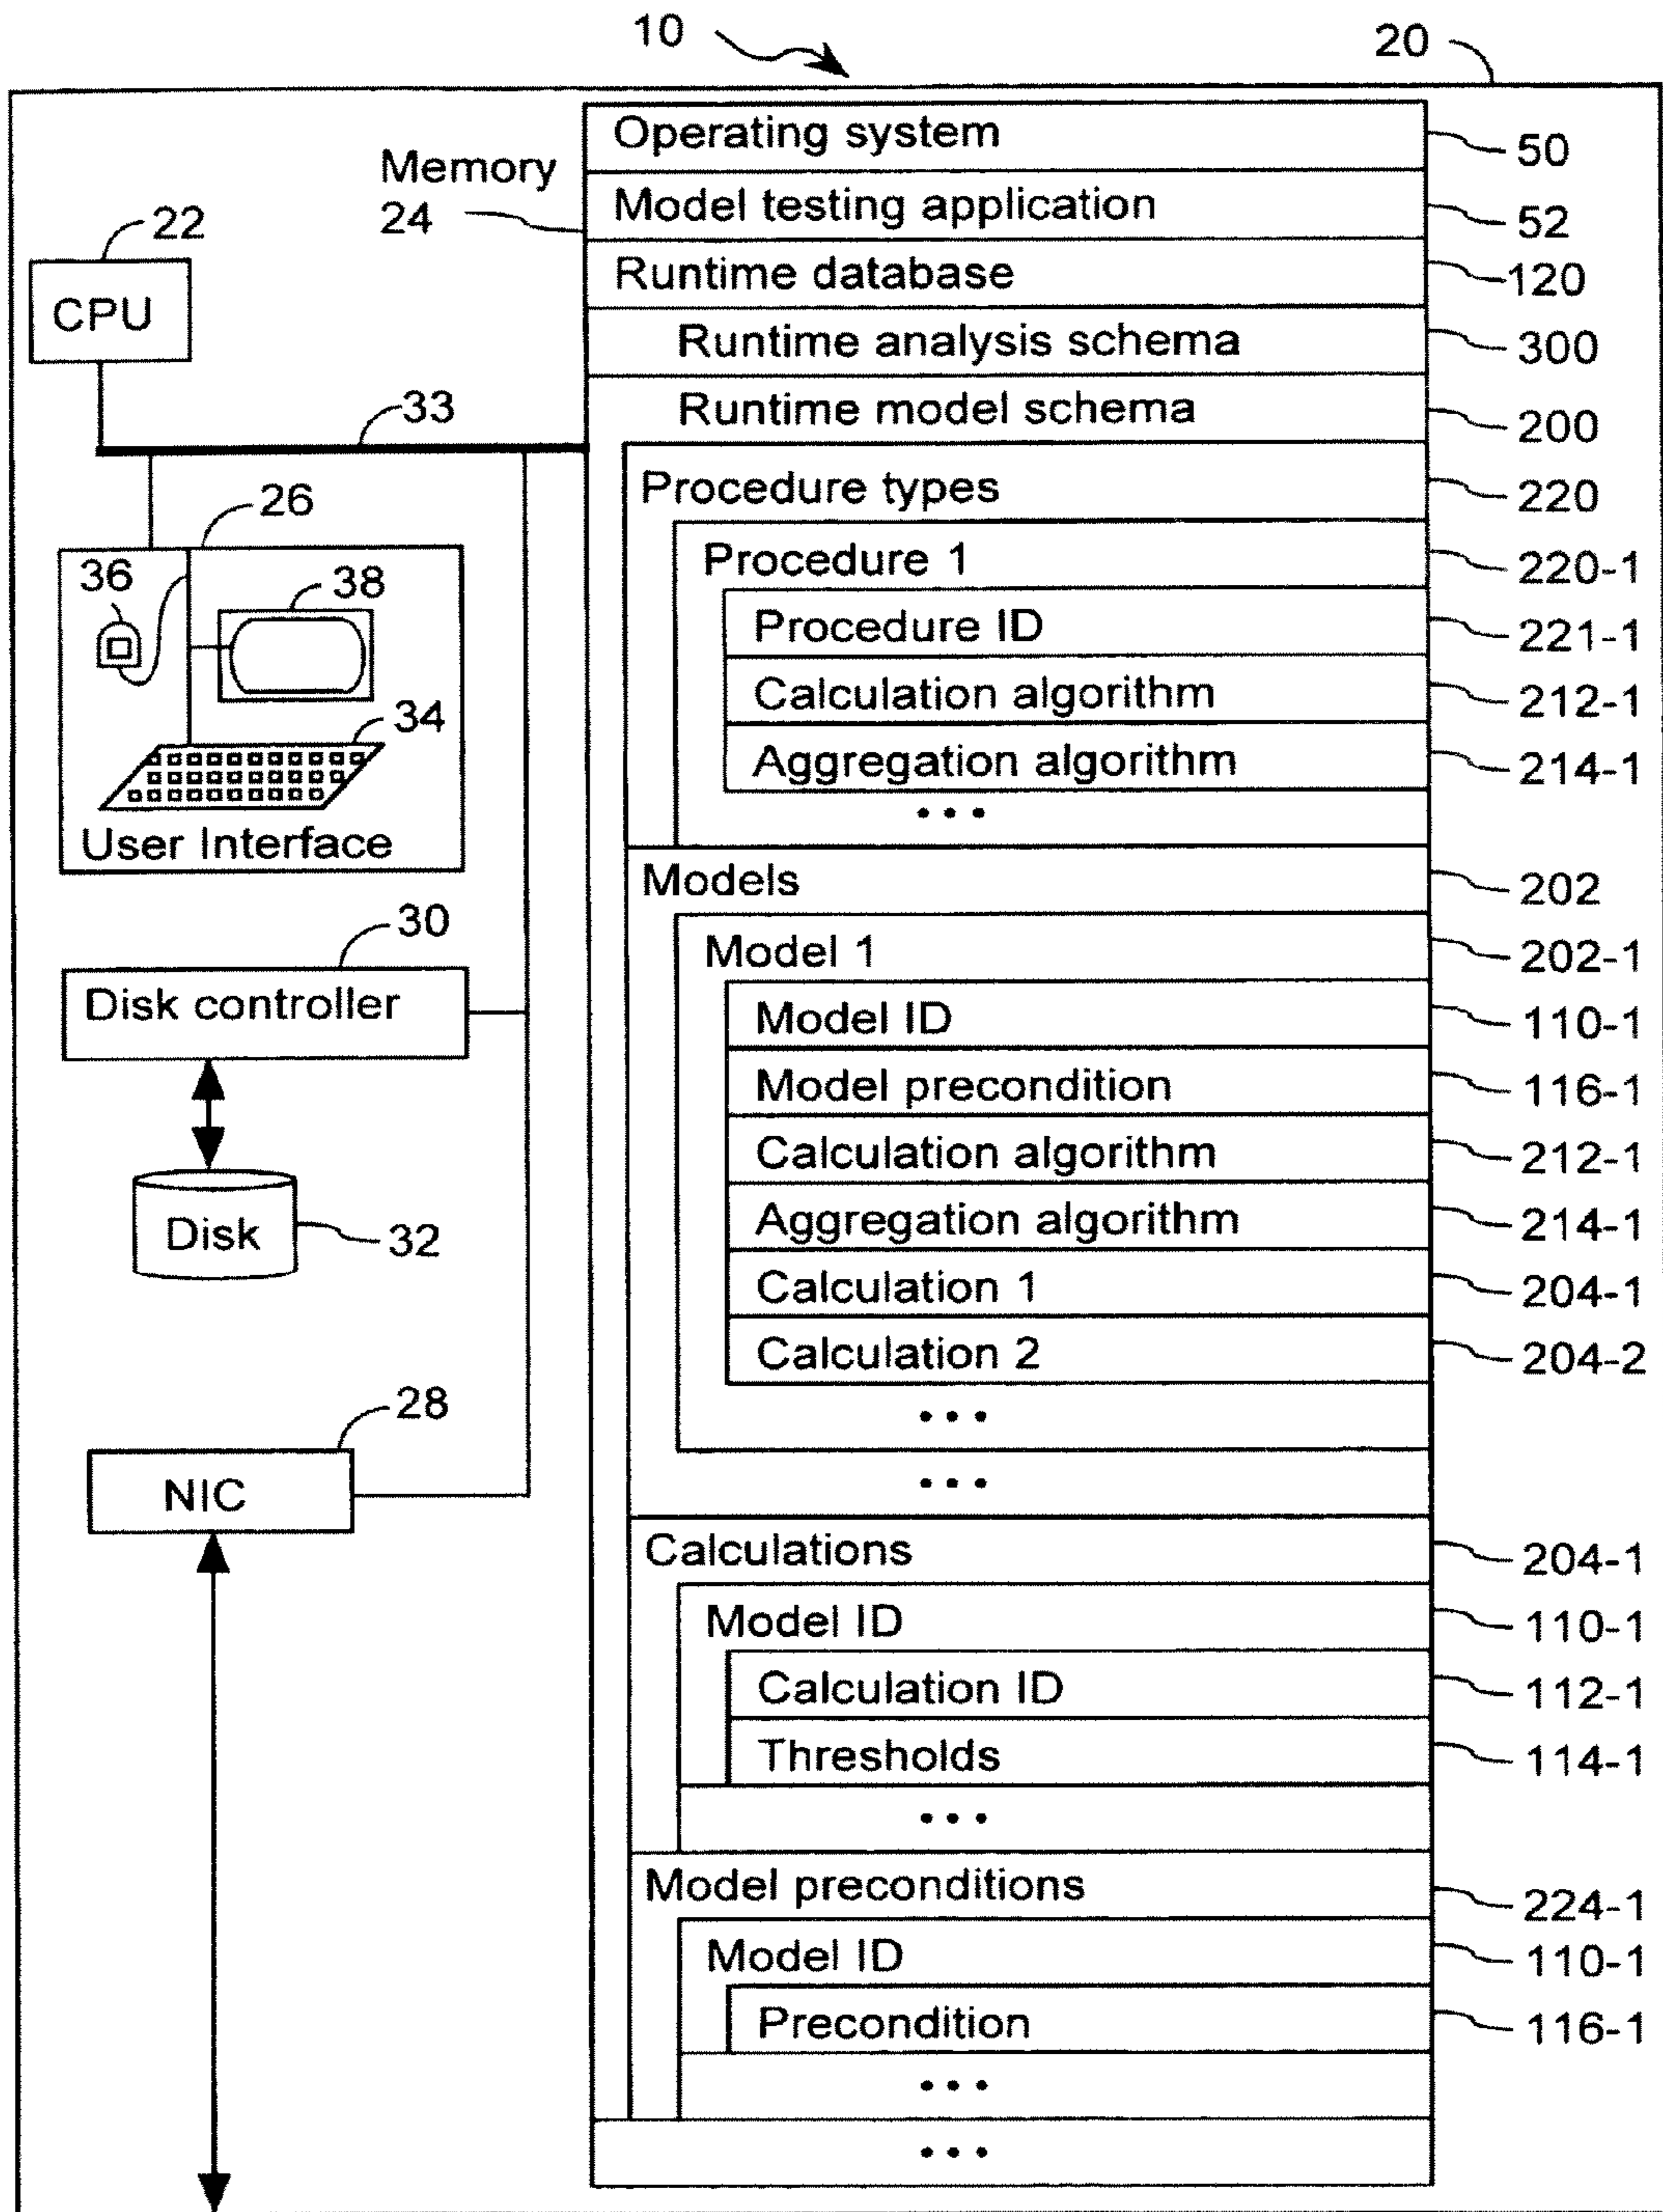 10
20
Memory
24
22
CPU
33
26
36
38
34
User Interface
30
Disk controller
Disk
32
28
NIC
Operating system 50
Model testing application 52
Runtime database 120
Runtime analysis schema 300
Runtime model schema 200
Procedure types 220
Procedure 1 220-1
Procedure ID 221-1
Calculation algorithm 212-1
Aggregation algorithm 214-1
...
Models 202
Model 1 202-1
Model ID 110-1
Model precondition 116-1
Calculation algorithm 212-1
Aggregation algorithm 214-1
Calculation 1 204-1
Calculation 2 204-2
...
...
Calculations 204-1
Model ID 110-1
Calculation ID 112-1
Thresholds 114-1
...
Model preconditions 224-1
Model ID 110-1
Precondition 116-1
...
...